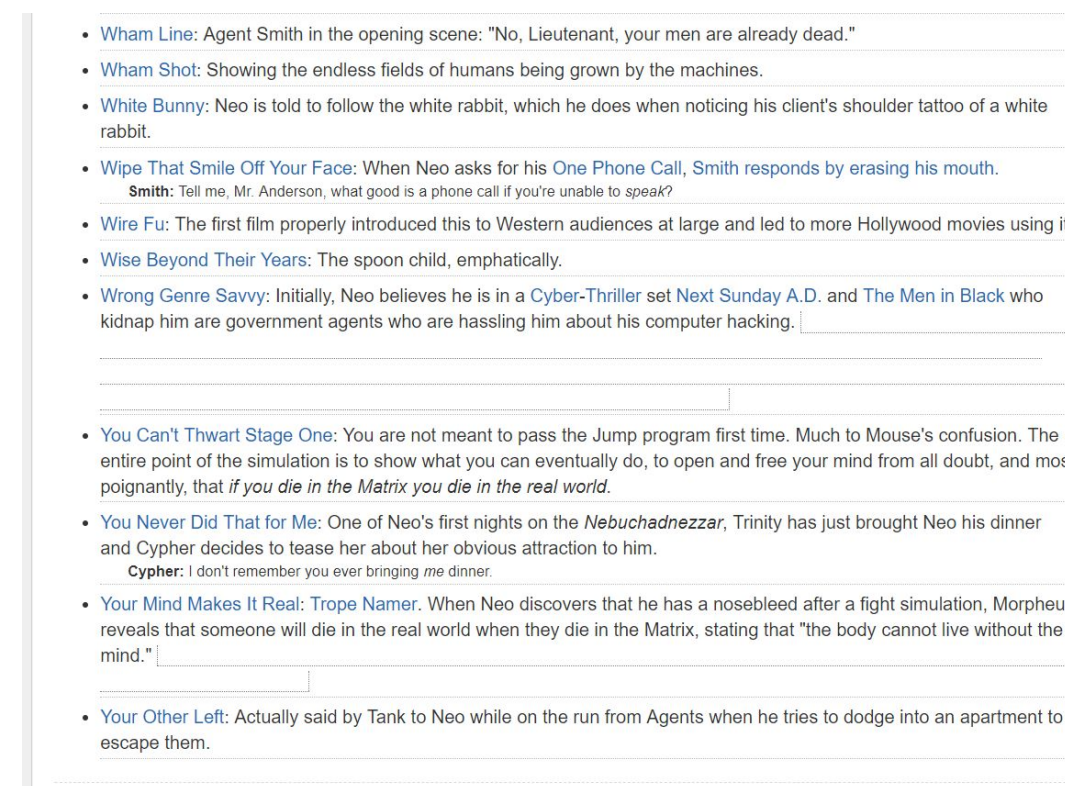 Wham Line: Agent Smith in the opening scene: "No, Lieutenant, your men are already dead."
Wham Shot: Showing the endless fields of humans being grown by the machines.
White Bunny: Neo is told to follow the white rabbit, which he does when noticing his client's shoulder tattoo of a white
rabbit.
Wipe That Smile Off Your Face: When Neo asks for his One Phone Call, Smith responds by erasing his mouth.
Smith: Tell me, Mr. Anderson, what good is a phone call if you're unable to speak?
Wire Fu: The first film properly introduced this to Western audiences at large and led to more Hollywood movies using
Wise Beyond Their Years: The spoon child, emphatically.
Wrong Genre Savvy: Initially, Neo believes he is in a Cyber-Thriller set Next Sunday A.D. and The Men in Black who
kidnap him are government agents who are hassling him about his computer hacking.
You Can't Thwart Stage One: You are not meant to pass the Jump program first time. Much to Mouse's confusion. The
entire point of the simulation is to show what you can eventually do, to open and free your mind from all doubt, and
poignantly, that if you die in the Matrix you die in the real world.
You Never Did That for Me: One of Neo's first nights on the Nebuchadnezzar, Trinity has just brought Neo his dinner
and Cypher decides to tease her about her obvious attraction to him.
Cypher: I don't remember you ever bringing me dinner.
Your Mind Makes It Real: Trope Namer. When Neo discovers that he has a nosebleed after a fight simulation,
reveals that someone will die in the real world when they die in the Matrix, stating that "the body cannot live without the
mind."
Your Other Left: Actually said by Tank to Neo while on the run from Agents when he tries to dodge into an apartment to
escape them.